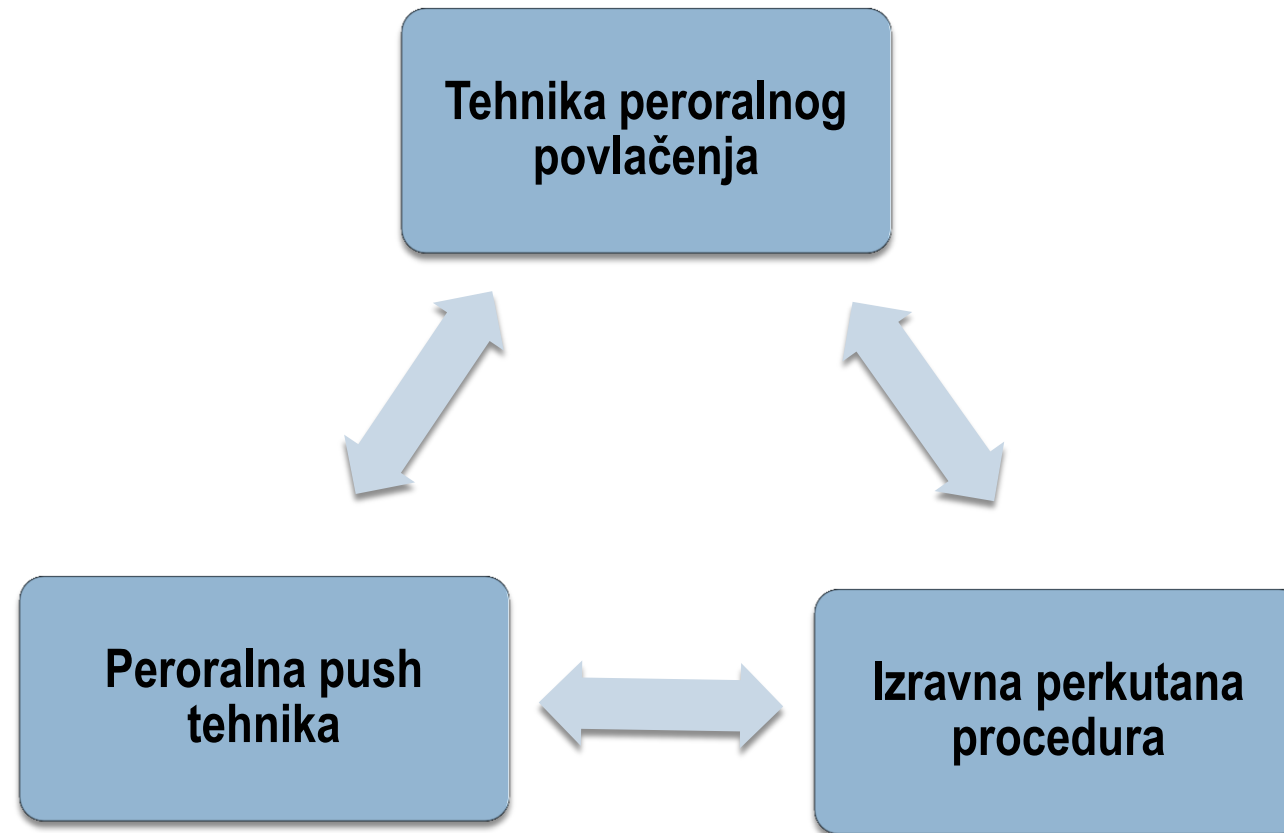 Tehnika peroralnog
povlačenja
Peroralna push
tehnika
Izravna perkutana
procedura